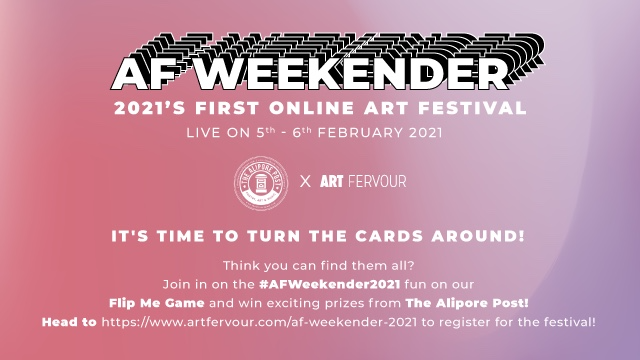 AF WEEKENDER
2021'S FIRST ONLINE ART FESTIVAL
LIVE ON 5th - 6th FEBRUARY 2021
THE ALIPORE POST
X ART FERVOUR
IT'S TIME TO TURN THE CARDS AROUND!
Think you can find them all?
Join in on the #AFWeekender2021 fun on our
Flip Me Game and win exciting prizes from The Alipore Post!
Head to https://www.artfervour.com/af-weekender-2021 to register for the festival!